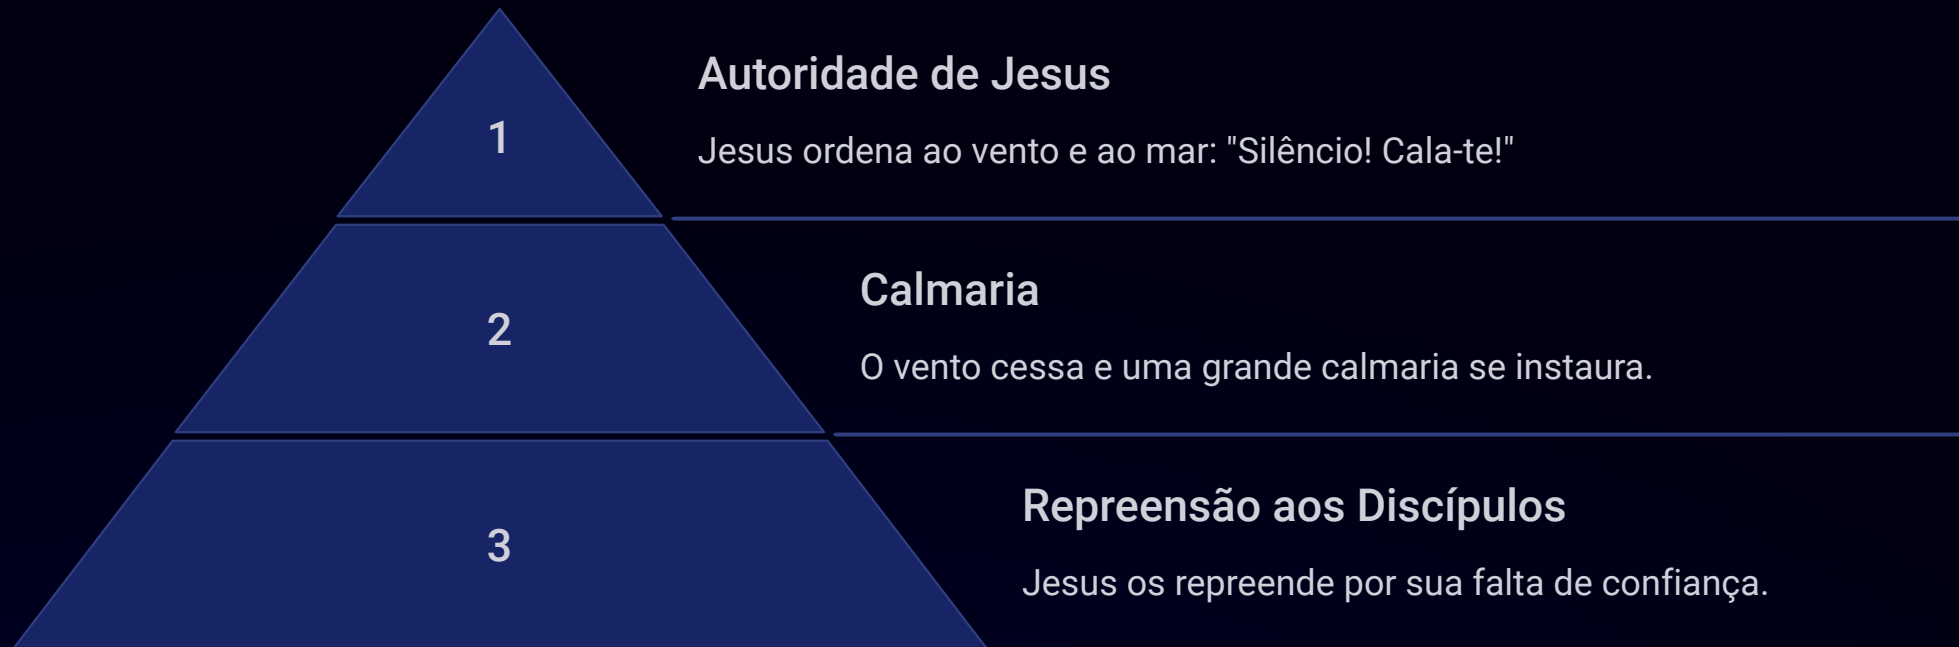 1
Autoridade de Jesus
Jesus ordena ao vento e ao mar: "Silêncio! Cala-te!"
2
Calmaria
O vento cessa e uma grande calmaria se instaura.
3
Repreensão aos Discípulos
Jesus os repreende por sua falta de confiança.